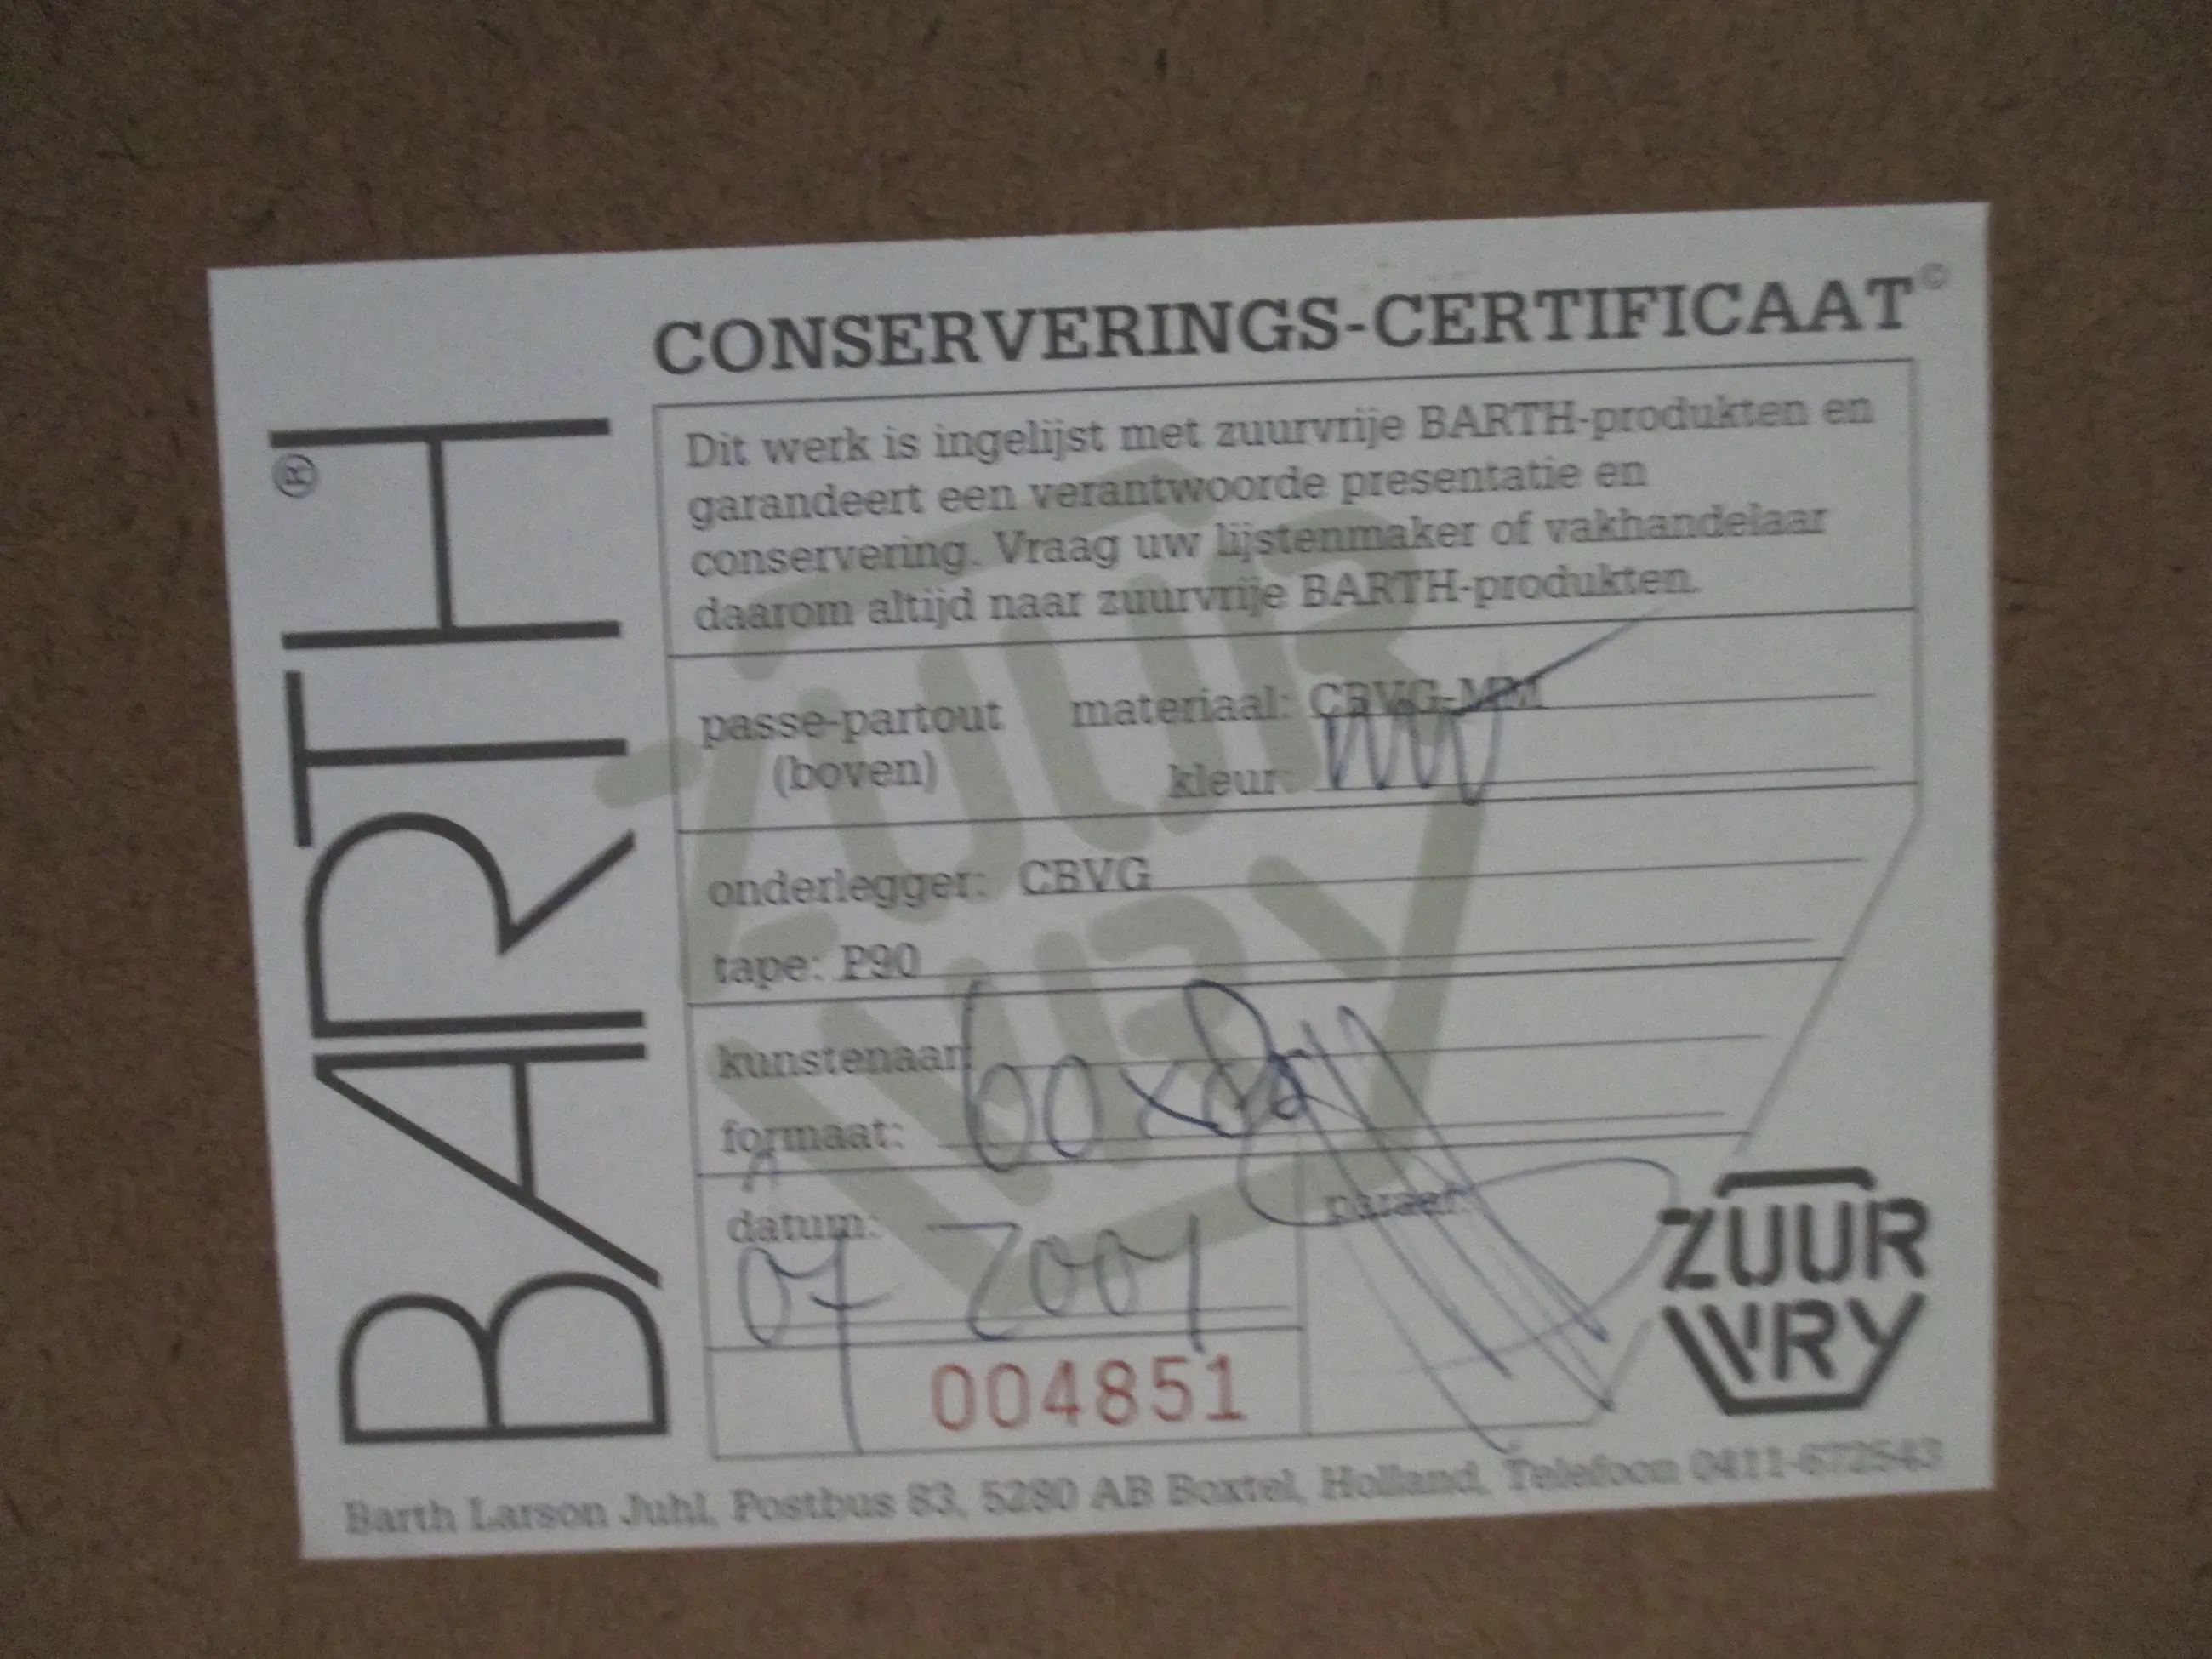 BARTH®
CONSERVERINGS-CERTIFICAAT©
Dit werk is ingelijst met zuurvrije BARTH-produkten en
garandeert een verantwoorde presentatie en
conservering. Vraag uw lijstenmaker of vakhandelaar
daarom altijd naar zuurvrije BARTH-produkten.
passe-partout materiaal: CBVG-MM
(boven) kleur:
onderlegger: CBVG
tape: P90
kunstenaar:
formaat: 60x80
datum: paraaf:
07 2001
004851
ZUUR
VRY
Barth Larson Juhl, Postbus 83, 5280 AB Boxtel, Holland, Telefoon 0411-672543